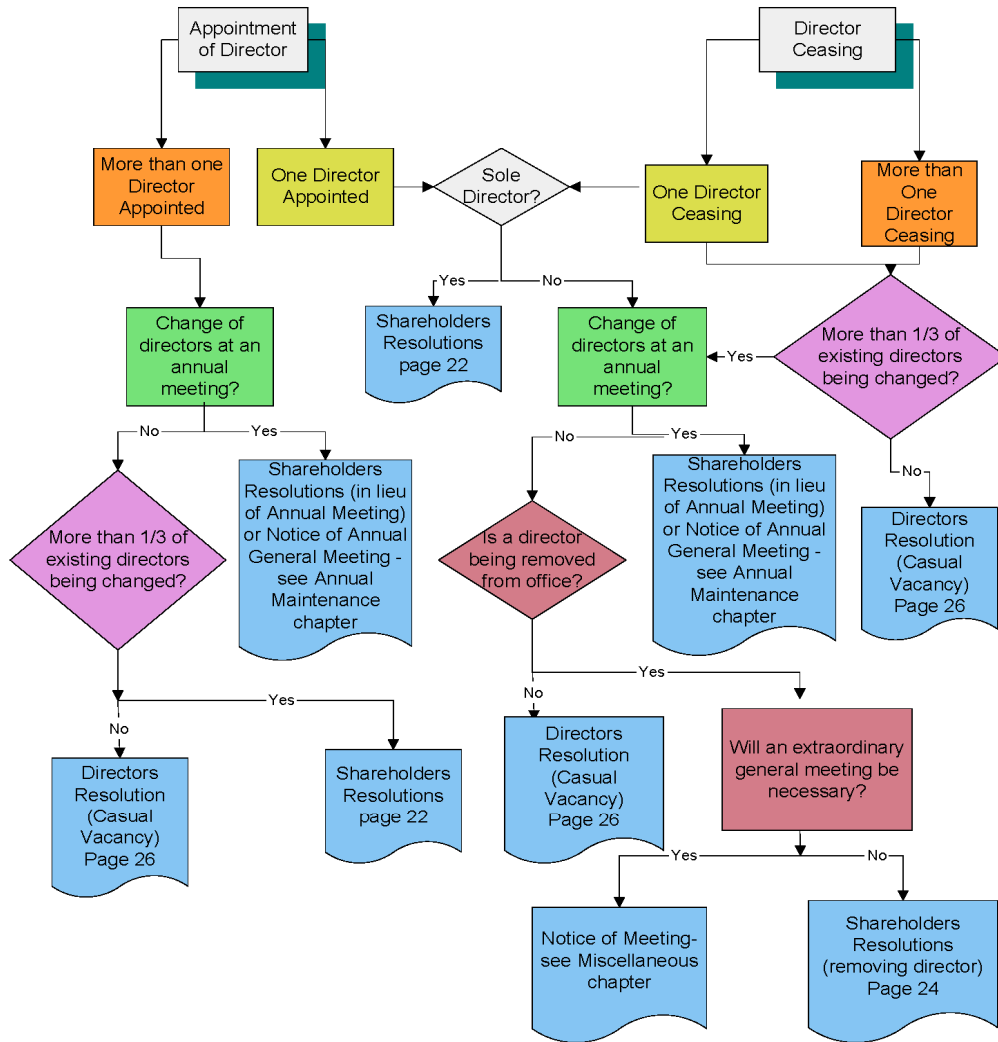 Appointment
of Director
Director
Ceasing
More than one
Director
Appointed
One Director
Appointed
Sole
Director?
One Director
Ceasing
More than
One
Director
Ceasing
Yes
No
Change of
directors at an
annual
meeting?
Shareholders
Resolutions
page 22
Change of
directors at an
annual
meeting?
Yes
More than 1/3 of
existing directors
being changed?
No
Yes
No
Yes
No
More than 1/3 of
existing directors
being changed?
Shareholders
Resolutions (in lieu
of Annual Meeting)
or Notice of Annual
General Meeting -
see Annual
Maintenance
chapter
Is a director
being removed
from office?
Shareholders
Resolutions (in lieu
of Annual Meeting)
or Notice of Annual
General Meeting -
see Annual
Maintenance
chapter
Directors
Resolution
(Casual
Vacancy)
Page 26
Yes
No
Yes
No
Directors
Resolution
(Casual
Vacancy)
Page 26
Shareholders
Resolutions
page 22
Directors
Resolution
(Casual
Vacancy)
Page 26
Will an extraordinary
general meeting be
necessary?
Yes
No
Notice of Meeting-
see Miscellaneous
chapter
Shareholders
Resolutions
(removing director)
Page 24